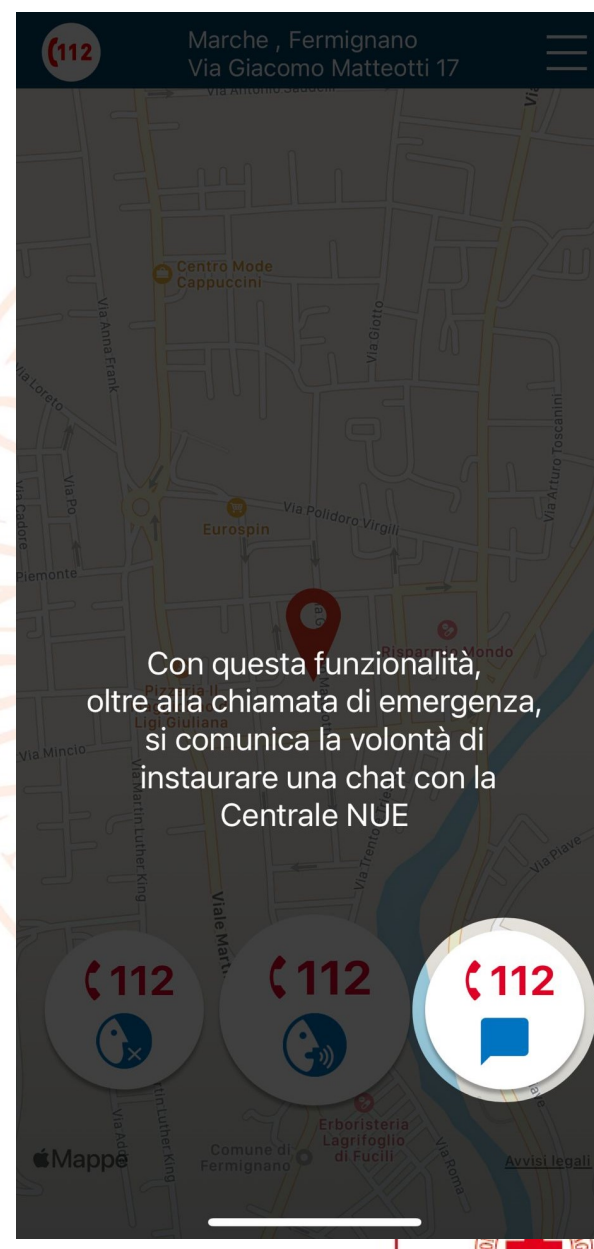 (112
Marche , Fermignano
Via Giacomo Matteotti 17
Centro Mode
Cappuccini
Via Anna Frank
Via Giotto
Via Loreto
Via Arturo Toscanini
Via Po
Via Cadore
Via Polidoro Virgili
Eurospin
Piemonte
Risparmio Mondo
Con questa funzionalità,
oltre alla chiamata di emergenza,
si comunica la volontà di
instaurare una chat con la
Centrale NUE
Ligi Giuliana
Via Mincio
Via Martin Luther King
Via Piave
112
112
112
Erboristeria
Lagrifoglio
di Fucili
Comune di
Fermignano
Via Roma
Mappe
Avvisi legali